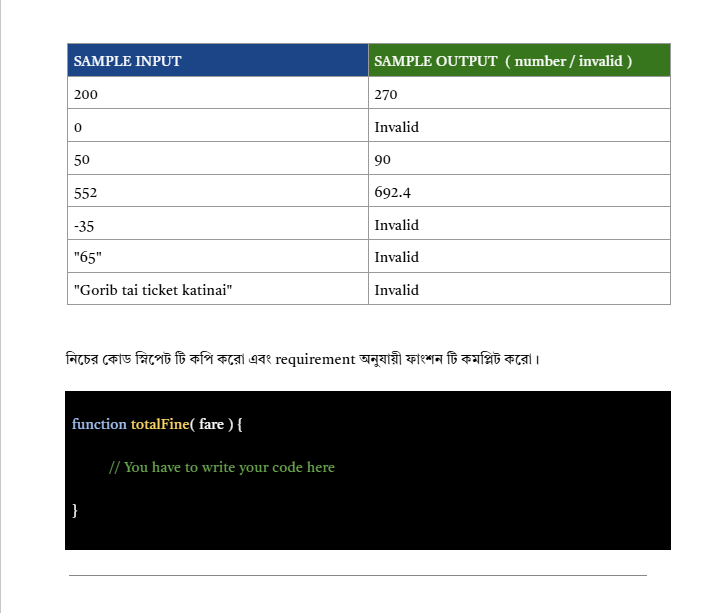 SAMPLE INPUT SAMPLE OUTPUT ( number / invalid )
200 270
0 Invalid
50 90
552 692.4
-35 Invalid
"65" Invalid
"Gorib tai ticket katinai" Invalid
নিচের কোড স্নিপেট টি কপি করো এবং requirement অনুযায়ী ফাংশন টি কমপ্লিট করো।
function totalFine( fare ) {
// You have to write your code here
}